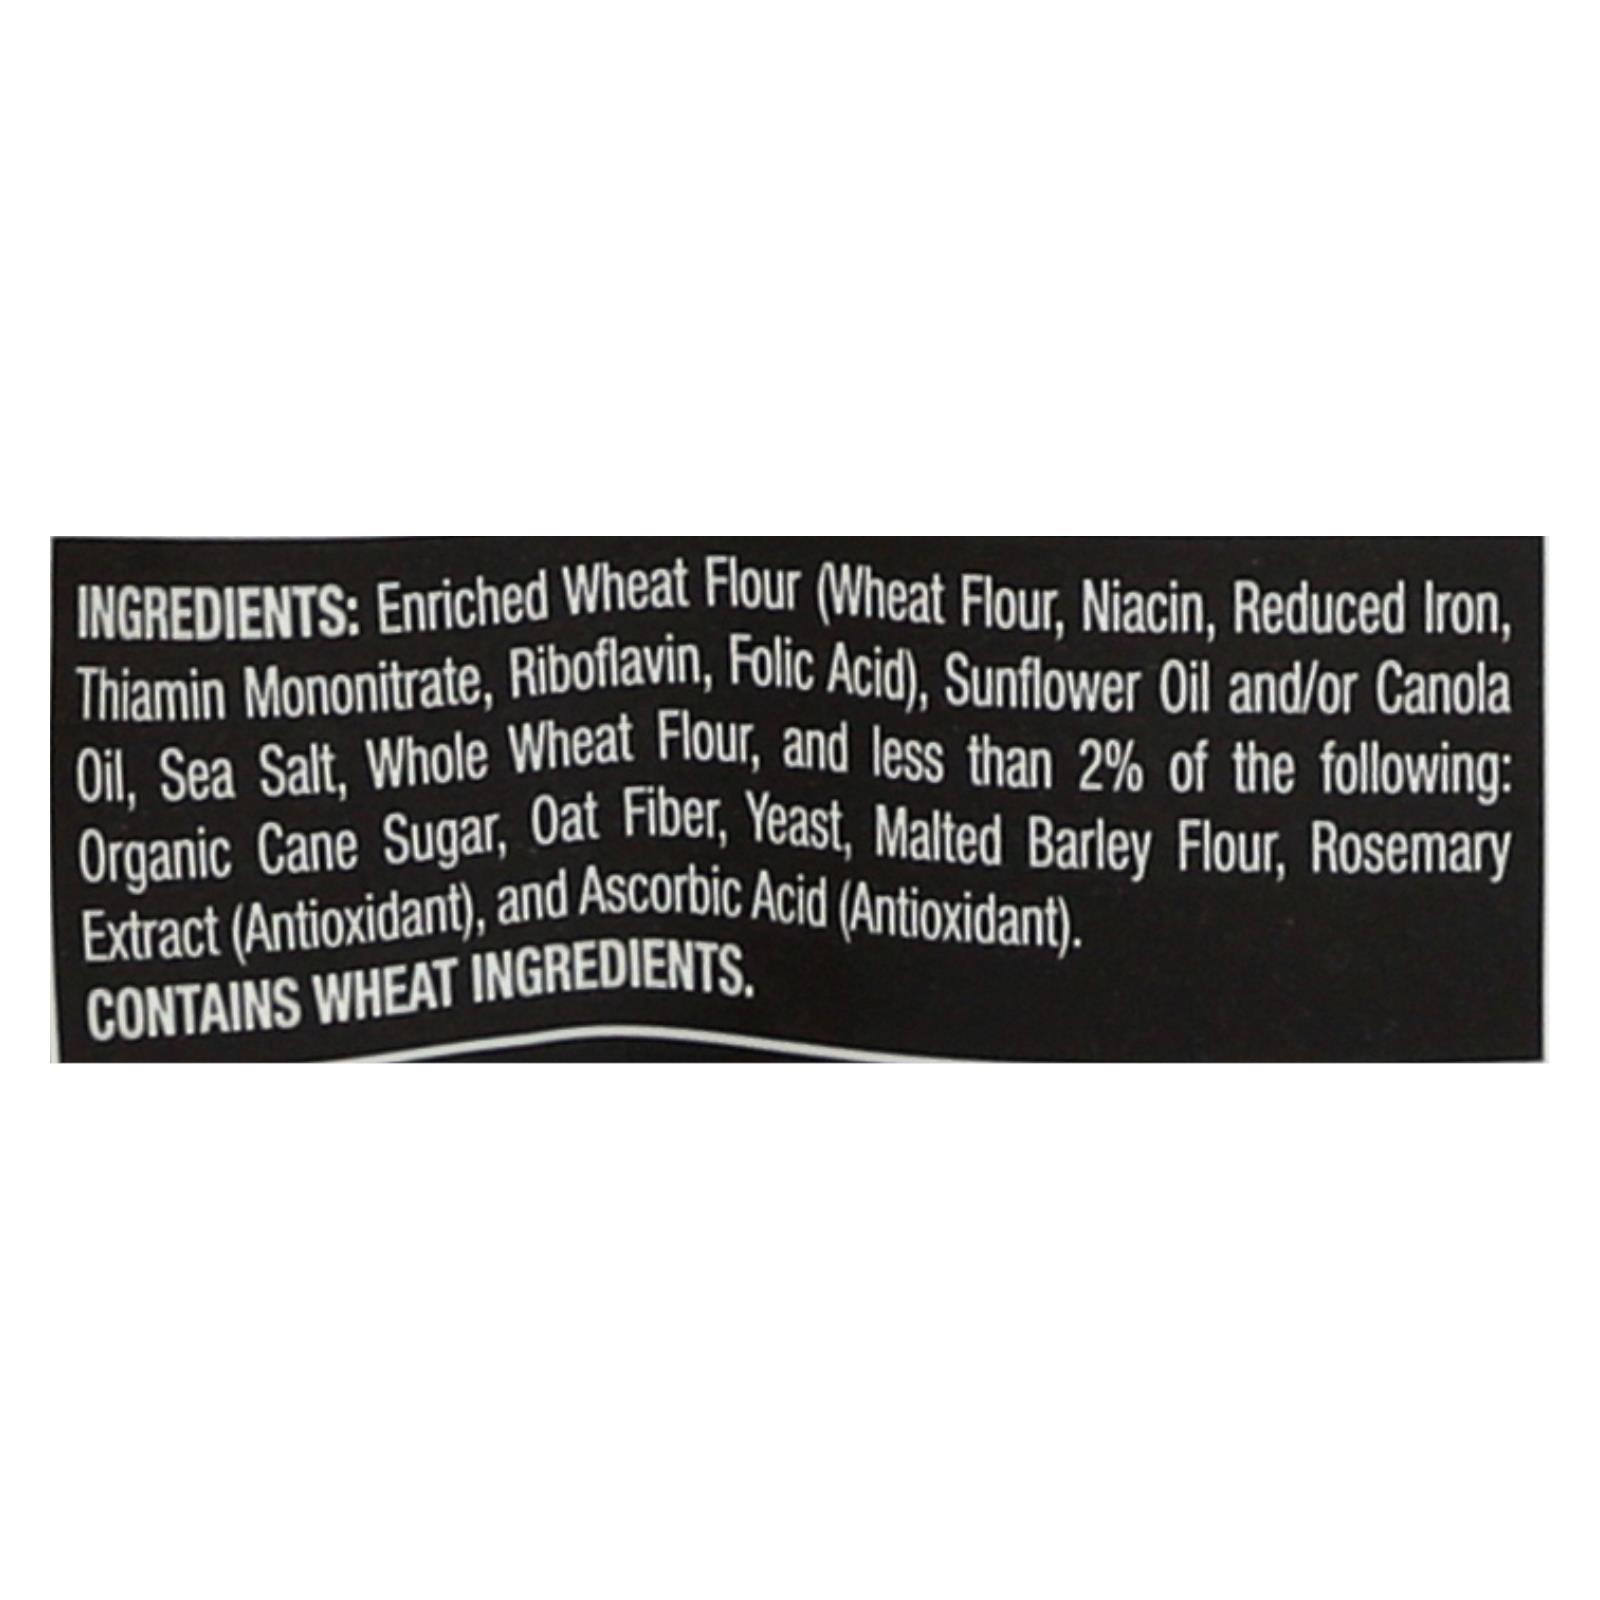 INGREDIENTS: Enriched Wheat Flour (Wheat Flour, Niacin, Reduced Iron,
Thiamin Mononitrate, Riboflavin, Folic Acid), Sunflower Oil and/or Canola
Oil, Sea Salt, Whole Wheat Flour, and less than 2% of the following:
Organic Cane Sugar, Oat Fiber, Yeast, Malted Barley Flour, Rosemary
Extract (Antioxidant), and Ascorbic Acid (Antioxidant).
CONTAINS WHEAT INGREDIENTS.